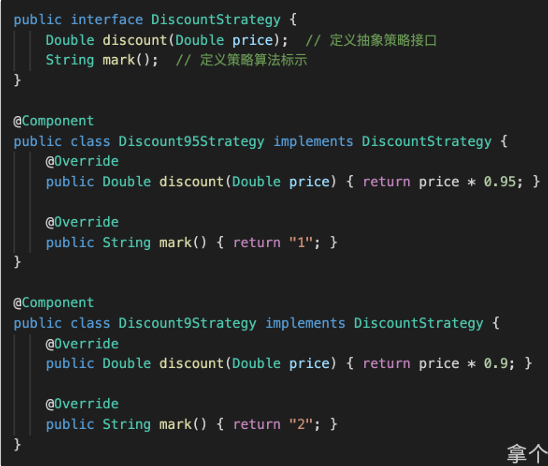 public interface DiscountStrategy {
    Double discount(Double price);  // 定义抽象策略接口
    String mark();  // 定义策略算法标示
}

@Component
public class Discount95Strategy implements DiscountStrategy {
    @Override
    public Double discount(Double price) { return price * 0.95; }

    @Override
    public String mark() { return "1"; }
}

@Component
public class Discount9Strategy implements DiscountStrategy {
    @Override
    public Double discount(Double price) { return price * 0.9; }

    @Override
    public String mark() { return "2"; }
}
拿个